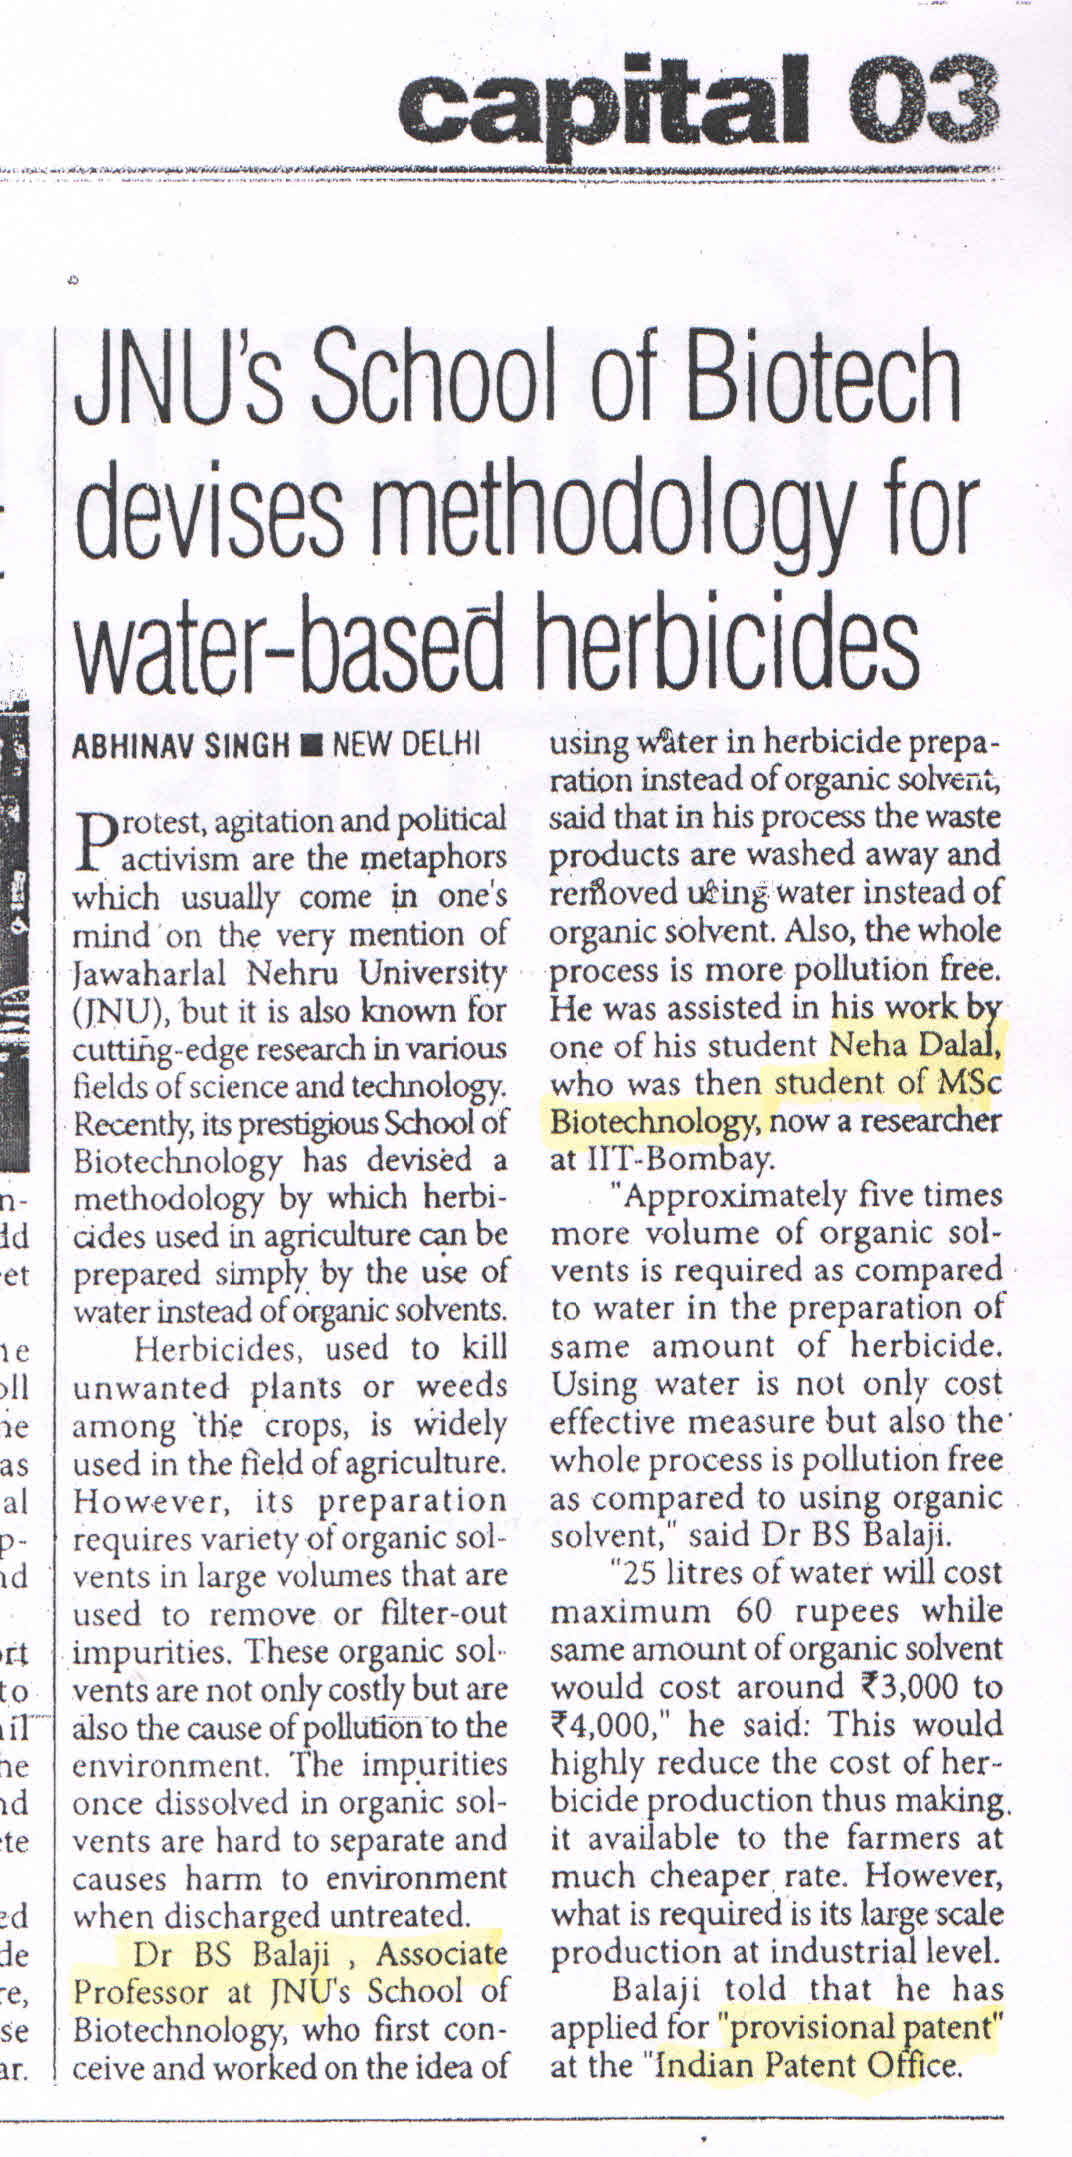 capital 03
JNU's School of Biotech
devises methodology for
water-based herbicides
ABHINAV SINGH ■ NEW DELHI
Protest, agitation and political
activism are the metaphors
which usually come in one's
mind on the very mention of
Jawaharlal Nehru University
(JNU), but it is also known for
cutting-edge research in various
fields of science and technology.
Recently, its prestigious School of
Biotechnology has devised a
methodology by which herbi-
cides used in agriculture can be
prepared simply by the use of
water instead of organic solvents.
Herbicides, used to kill
unwanted plants or weeds
among the crops, is widely
used in the field of agriculture.
However, its preparation
requires variety of organic sol-
vents in large volumes that are
used to remove or filter-out
impurities. These organic sol-
vents are not only costly but are
also the cause of pollution to the
environment. The impurities
once dissolved in organic sol-
vents are hard to separate and
causes harm to environment
when discharged untreated.
Dr BS Balaji , Associate
Professor at JNU's School of
Biotechnology, who first con-
ceive and worked on the idea of
using water in herbicide prepa-
ration instead of organic solvent,
said that in his process the waste
products are washed away and
removed using water instead of
organic solvent. Also, the whole
process is more pollution free.
He was assisted in his work by
one of his student Neha Dalal,
who was then student of MSc
Biotechnology, now a researcher
at IIT-Bombay.
"Approximately five times
more volume of organic sol-
vents is required as compared
to water in the preparation of
same amount of herbicide.
Using water is not only cost
effective measure but also the
whole process is pollution free
as compared to using organic
solvent," said Dr BS Balaji.
"25 litres of water will cost
maximum 60 rupees while
same amount of organic solvent
would cost around ₹3,000 to
₹4,000," he said: This would
highly reduce the cost of her-
bicide production thus making
it available to the farmers at
much cheaper rate. However,
what is required is its large scale
production at industrial level.
Balaji told that he has
applied for "provisional patent"
at the "Indian Patent Office.